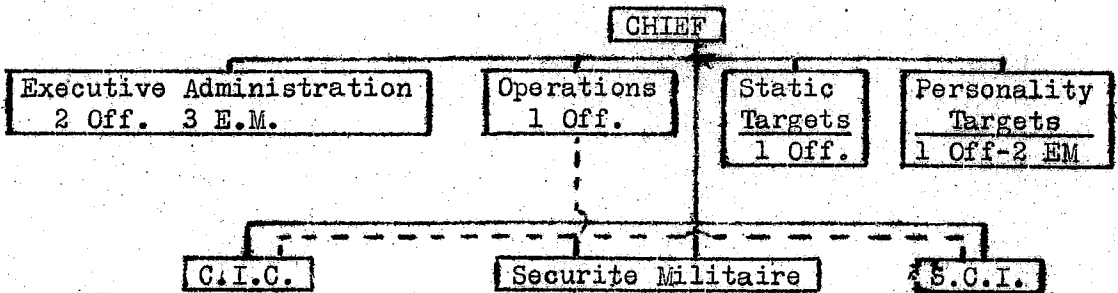 CHIEF
Executive Administration
2 Off. 3 E.M.
Operations
1 Off.
Static
Targets
1 Off.
Personality
Targets
1 Off-2 EM
C.I.C.
Securite Militaire
S.C.I.